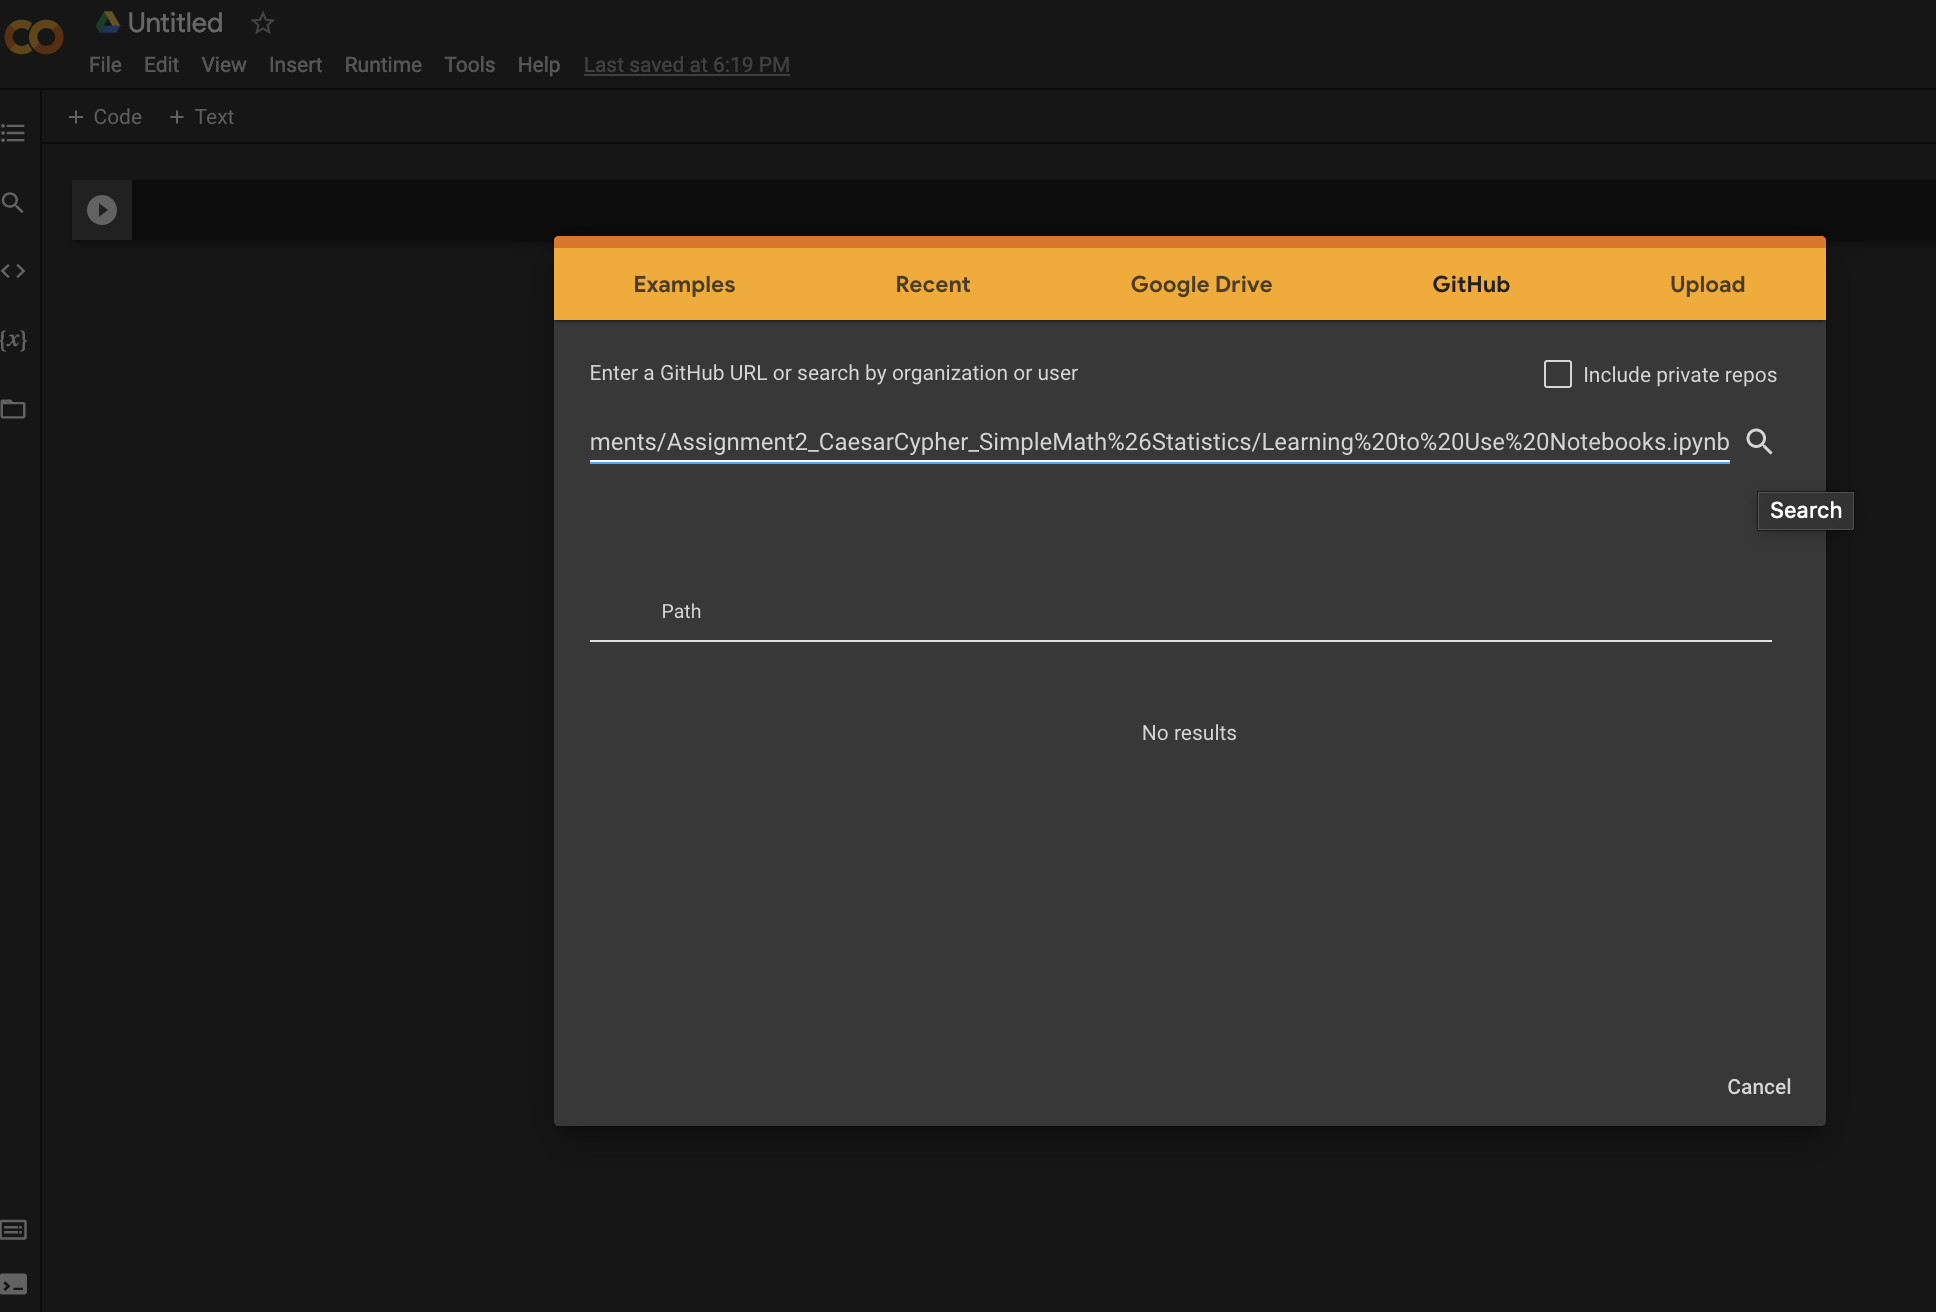 Untitled
File Edit View Insert Runtime Tools Help Last saved at 6:19 PM
+ Code + Text
{x}
Examples Recent Google Drive GitHub Upload
Enter a GitHub URL or search by organization or user
Include private repos
ments/Assignment2_CaesarCypher_SimpleMath%26Statistics/Learning%20to%20Use%20Notebooks.ipynb
Search
Path
No results
Cancel